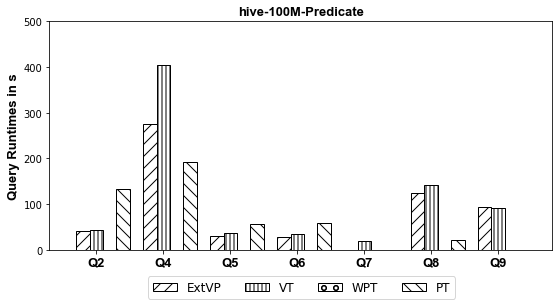 hive-100M-Predicate
Query Runtimes in s
500
400
300
200
100
0
Q2 Q4 Q5 Q6 Q7 Q8 Q9
ExtVP VT WPT PT